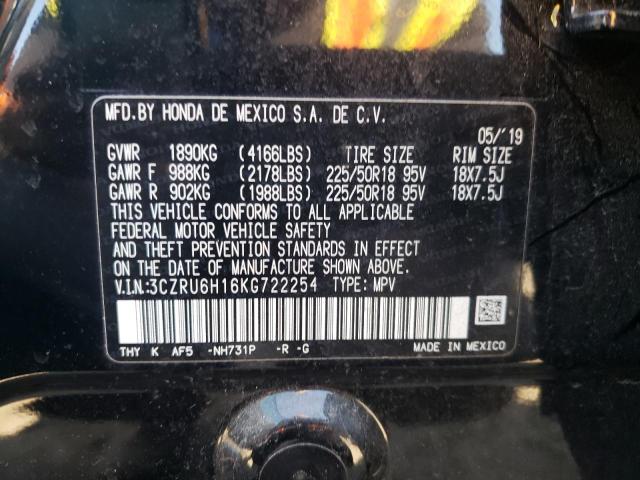 MFD.BY HONDA DE MEXICO S.A. DE C.V.
05/'19
GVWR 1890KG (4166LBS) TIRE SIZE RIM SIZE
GAWR F 988KG (2178LBS) 225/50R18 95V 18X7.5J
GAWR R 902KG (1988LBS) 225/50R18 95V 18X7.5J
THIS VEHICLE CONFORMS TO ALL APPLICABLE
FEDERAL MOTOR VEHICLE SAFETY
AND THEFT PREVENTION STANDARDS IN EFFECT
ON THE DATE OF MANUFACTURE SHOWN ABOVE.
V.I.N.:3CZRU6H16KG722254 TYPE: MPV
THY K AF5 -NH731P -R -G MADE IN MEXICO